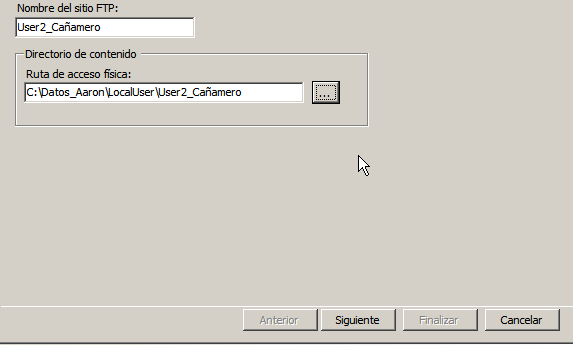 Nombre del sitio FTP:
User2_Cañamero
Directorio de contenido
Ruta de acceso física:
C:\Datos_Aaron\LocalUser\User2_Cañamero
...
Anterior
Siguiente
Finalizar
Cancelar